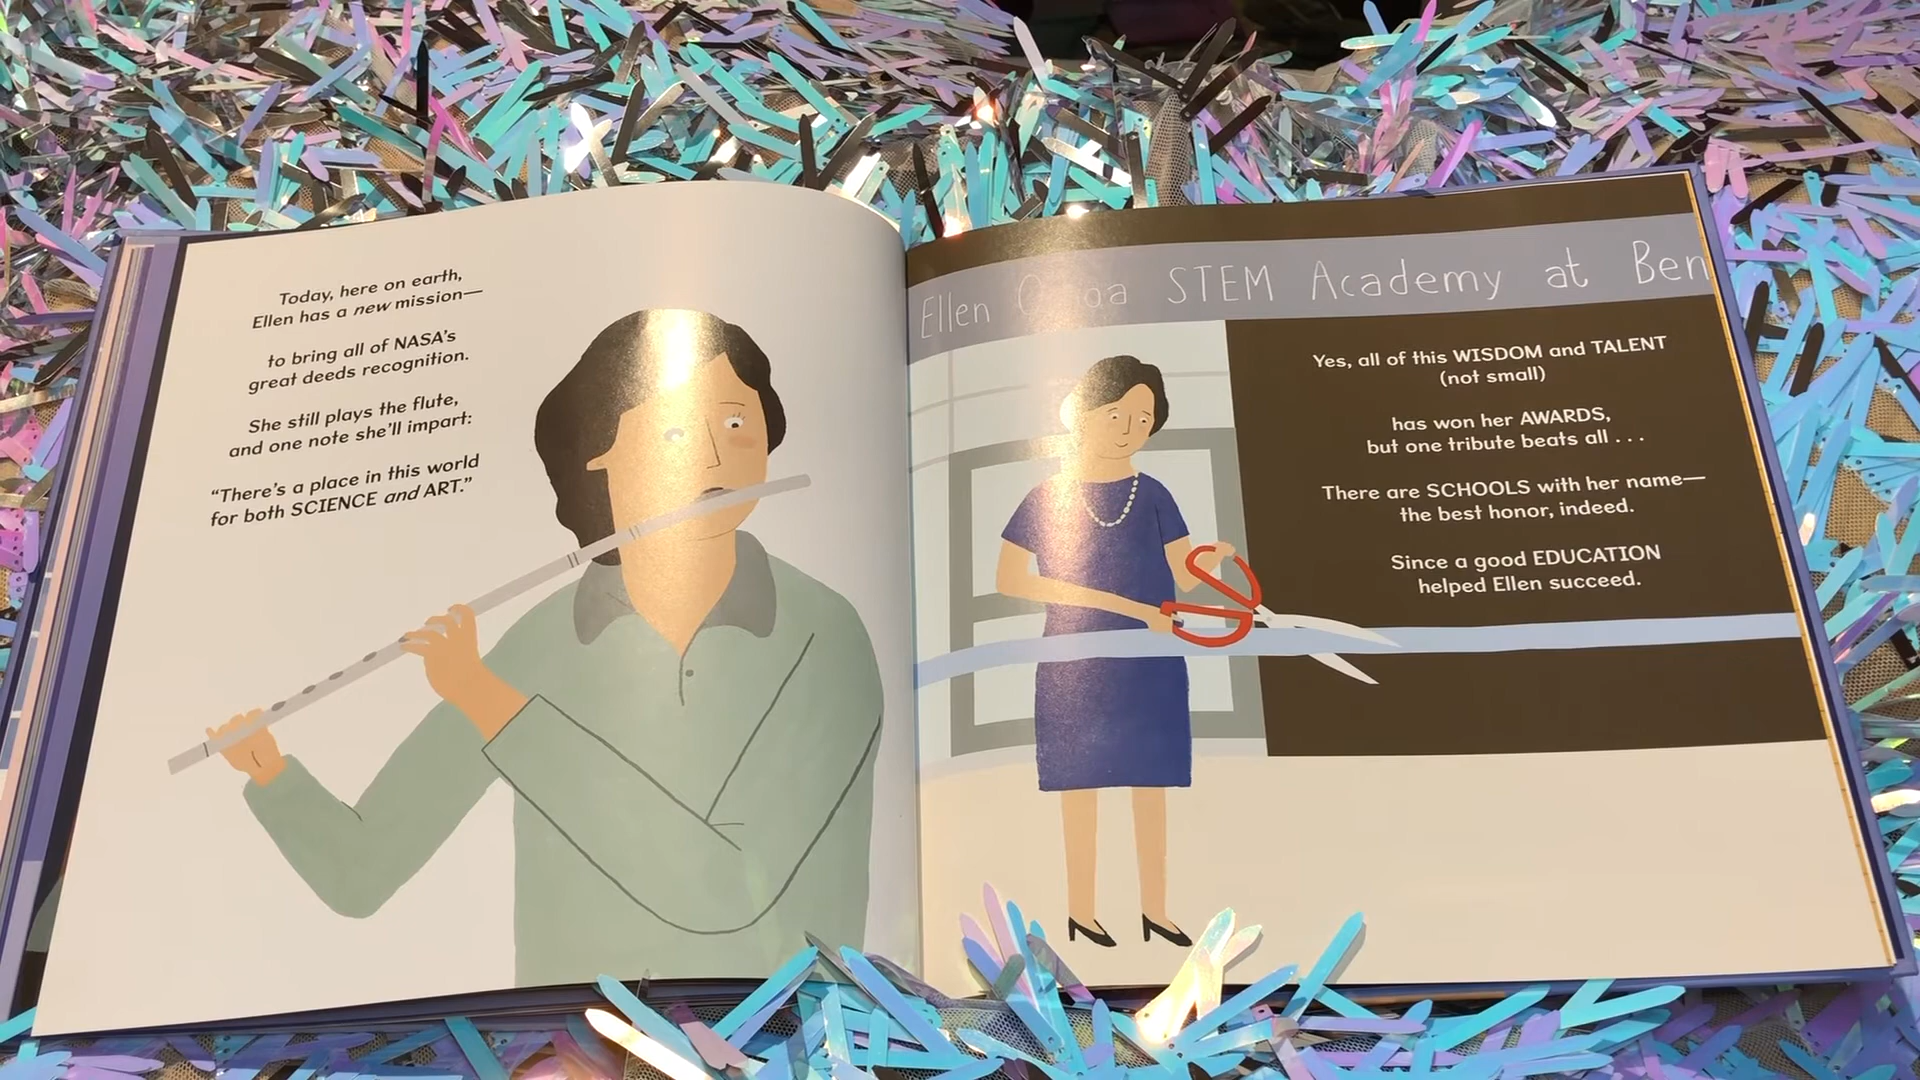 Today, here on earth,
Ellen has a new mission—
to bring all of NASA's
great deeds recognition.
She still plays the flute,
and one note she'll impart:
"There's a place in this world
for both SCIENCE and ART."
Ellen Ochoa STEM Academy at Ben
Yes, all of this WISDOM and TALENT
(not small)
has won her AWARDS,
but one tribute beats all . . .
There are SCHOOLS with her name—
the best honor, indeed.
Since a good EDUCATION
helped Ellen succeed.